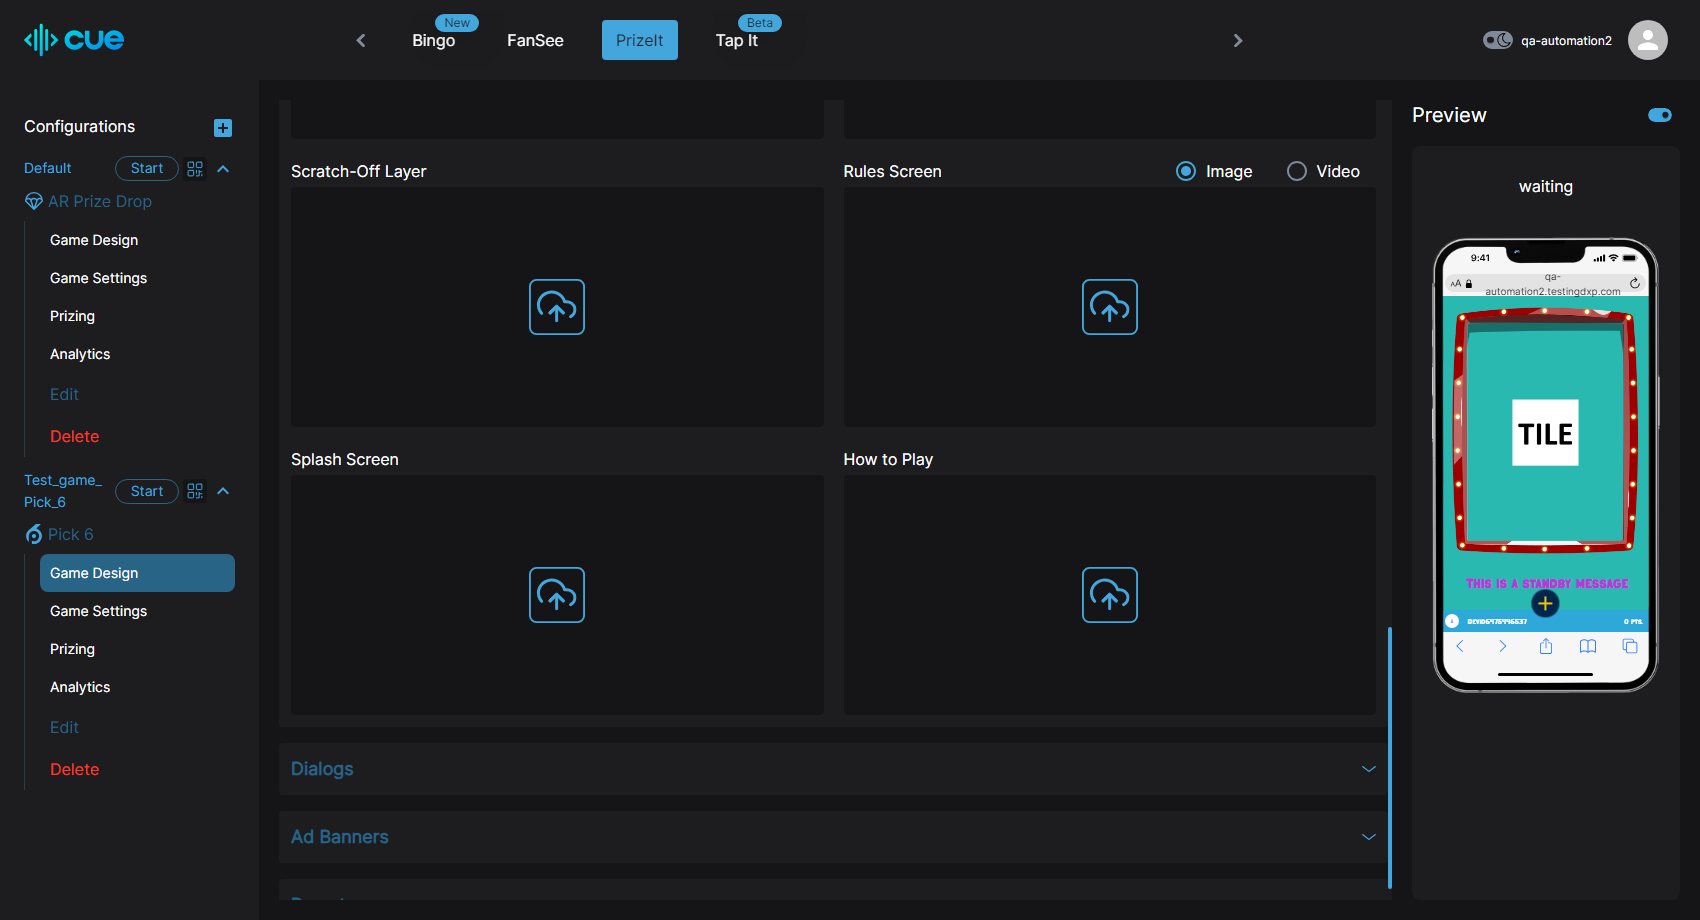 cue
New
Bingo
FanSee
PrizeIt
Beta
Tap It
qa-automation2
Configurations
Default
Start
AR Prize Drop
Game Design
Game Settings
Prizing
Analytics
Edit
Delete
Test_game_
Pick_6
Start
Pick 6
Game Design
Game Settings
Prizing
Analytics
Edit
Delete
Scratch-Off Layer
Rules Screen
Image
Video
Splash Screen
How to Play
Dialogs
Ad Banners
Preview
waiting
9:41
AA
qa-
automation2.testingdxp.com
TILE
THIS IS A STANDBY MESSAGE
0 PTS.